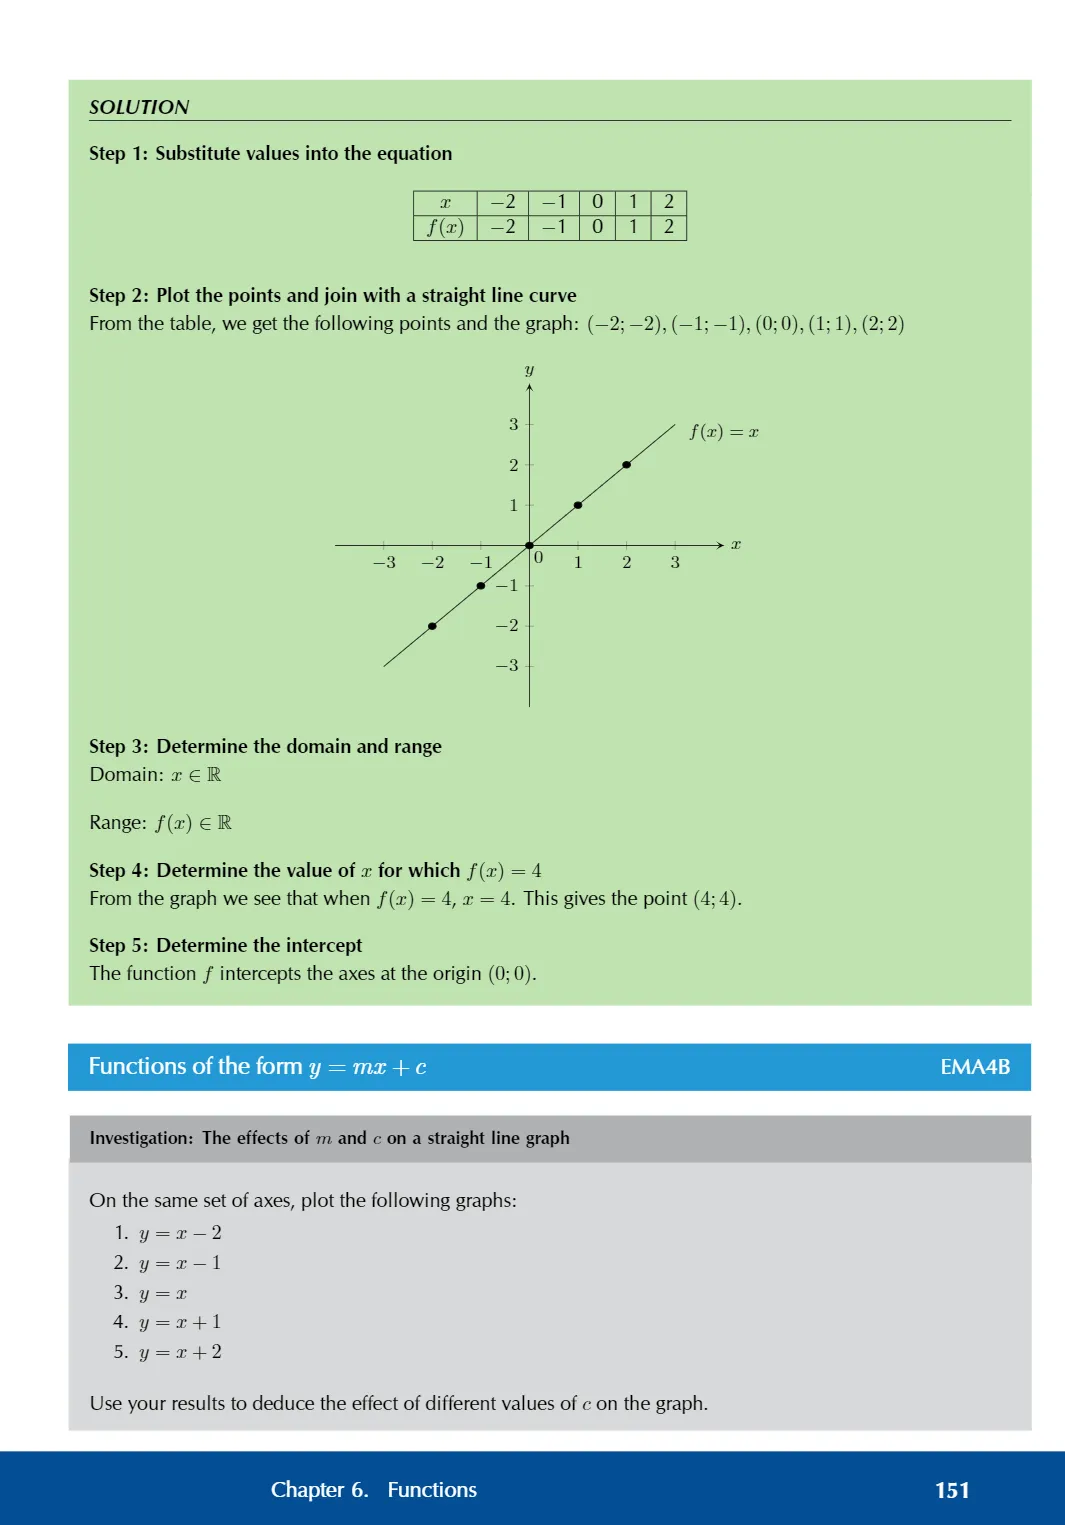 SOLUTION
Step 1: Substitute values into the equation
x −2 −1 0 1 2
f(x) −2 −1 0 1 2
Step 2: Plot the points and join with a straight line curve
From the table, we get the following points and the graph: (−2; −2), (−1; −1), (0; 0), (1; 1), (2; 2)
y
3
f(x) = x
2
1
x
−3 −2 −1 0 1 2 3
−1
−2
−3
Step 3: Determine the domain and range
Domain: x ∈ ℝ
Range: f(x) ∈ ℝ
Step 4: Determine the value of x for which f(x) = 4
From the graph we see that when f(x) = 4, x = 4. This gives the point (4; 4).
Step 5: Determine the intercept
The function f intercepts the axes at the origin (0; 0).
Functions of the form y = mx + c EMA4B
Investigation: The effects of m and c on a straight line graph
On the same set of axes, plot the following graphs:
1. y = x − 2
2. y = x − 1
3. y = x
4. y = x + 1
5. y = x + 2
Use your results to deduce the effect of different values of c on the graph.
Chapter 6. Functions 151